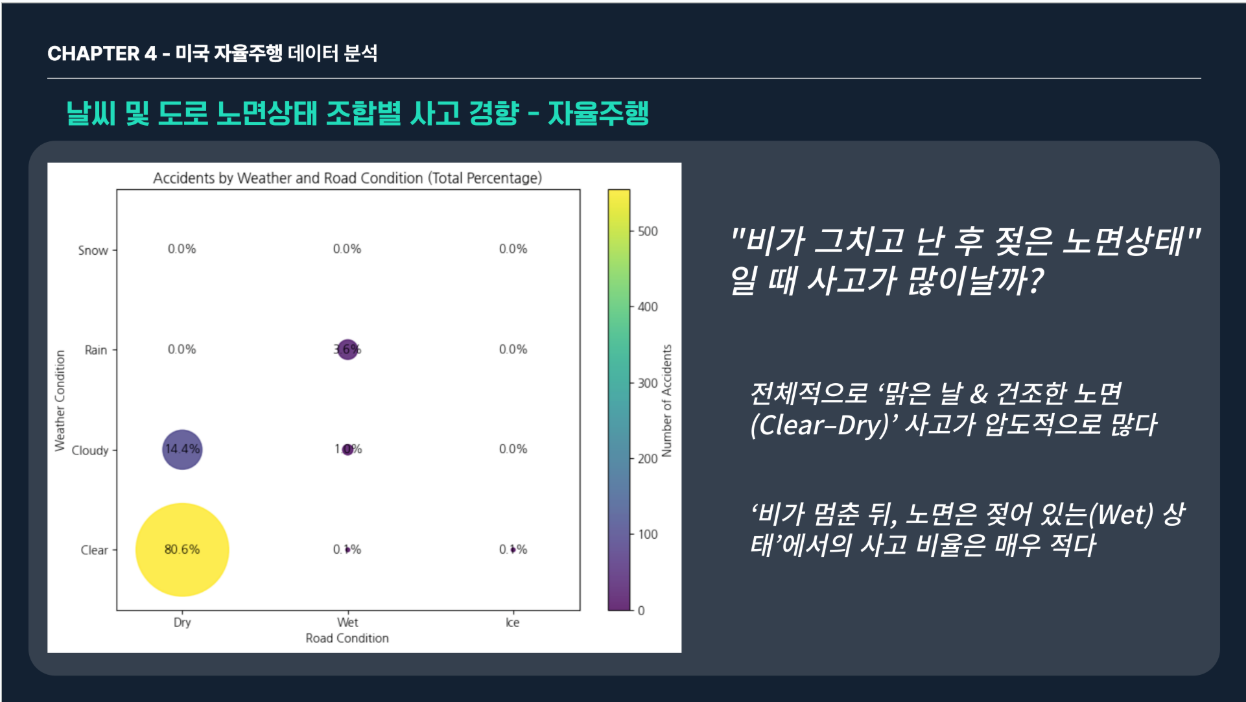 CHAPTER 4 - 미국 자율주행 데이터 분석
날씨 및 도로 노면상태 조합별 사고 경향 - 자율주행
Accidents by Weather and Road Condition (Total Percentage)
Snow
0.0%
0.0%
0.0%
Rain
0.0%
3.6%
0.0%
Cloudy
14.4%
1.0%
0.0%
Clear
80.6%
0.1%
0.1%
Dry
Wet
Ice
Road Condition
Weather Condition
500
400
300
200
100
0
Number of Accidents
"비가 그치고 난 후 젖은 노면상태"
일 때 사고가 많이날까?
전체적으로 ‘맑은 날 & 건조한 노면
(Clear–Dry)’ 사고가 압도적으로 많다
‘비가 멈춘 뒤, 노면은 젖어 있는(Wet) 상
태’에서의 사고 비율은 매우 적다